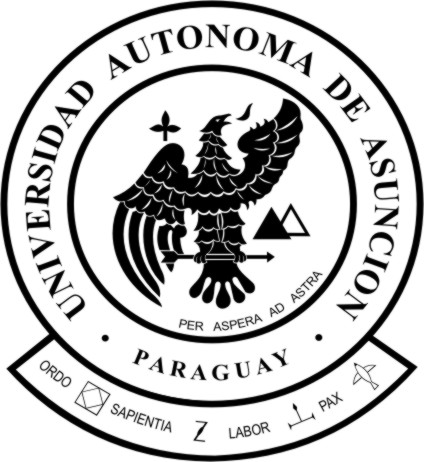 UNIVERSIDAD AUTONOMA DE ASUNCION
PER ASPERA AD ASTRA
PARAGUAY
ORDO SAPIENTIA LABOR PAX